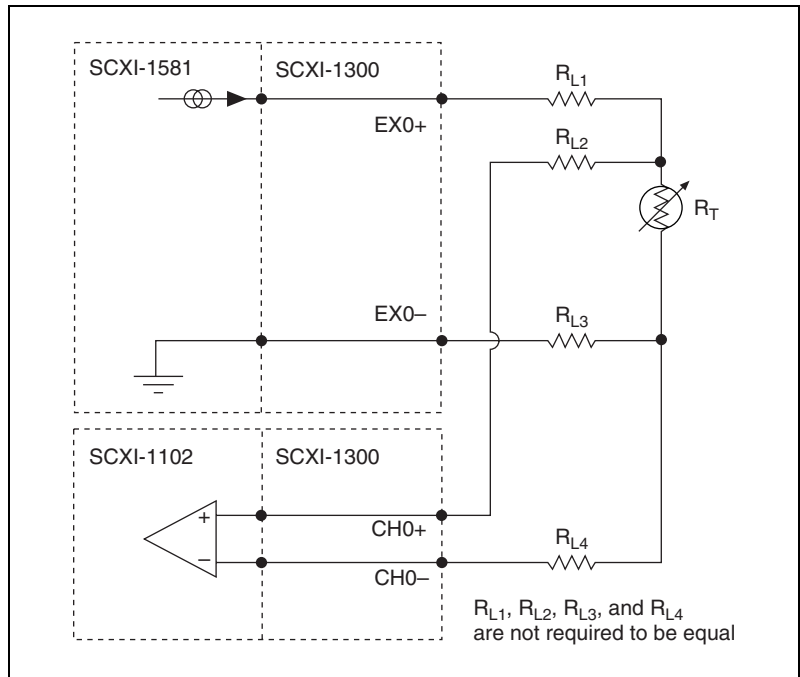 SCXI-1581
SCXI-1300
EX0+
EX0–
RL1
RL2
RT
RL3
SCXI-1102
SCXI-1300
+
–
CH0+
CH0–
RL4
RL1, RL2, RL3, and RL4
are not required to be equal